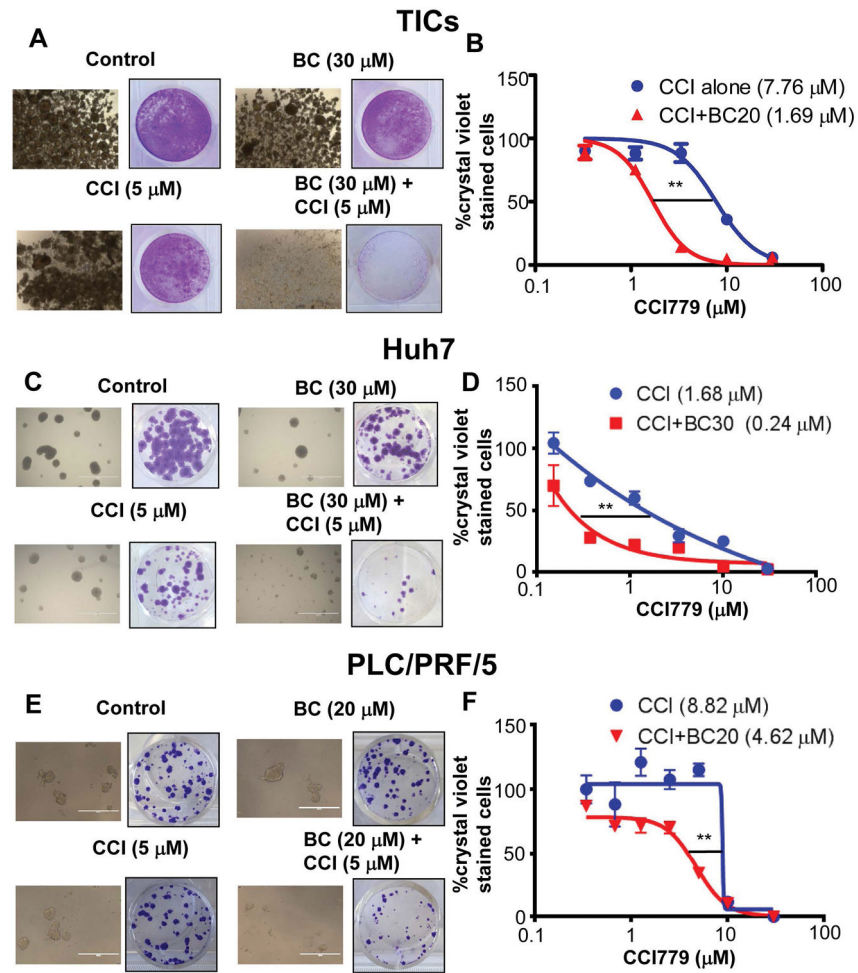 TICs
A
Control
BC (30 µM)
CCI (5 µM)
BC (30 µM) +
CCI (5 µM)
B
%crystal violet
stained cells
150
100
50
0
CCI alone (7.76 µM)
CCI+BC20 (1.69 µM)
**
0.1
1
10
100
CCI779 (µM)
Huh7
C
Control
BC (30 µM)
CCI (5 µM)
BC (30 µM) +
CCI (5 µM)
D
%crystal violet
stained cells
150
100
50
0
CCI (1.68 µM)
CCI+BC30 (0.24 µM)
**
0.1
1
10
100
CCI779 (µM)
PLC/PRF/5
E
Control
BC (20 µM)
CCI (5 µM)
BC (20 µM) +
CCI (5 µM)
F
%crystal violet
stained cells
150
100
50
0
CCI (8.82 µM)
CCI+BC20 (4.62 µM)
**
0.1
1
10
100
CCI779 (µM)